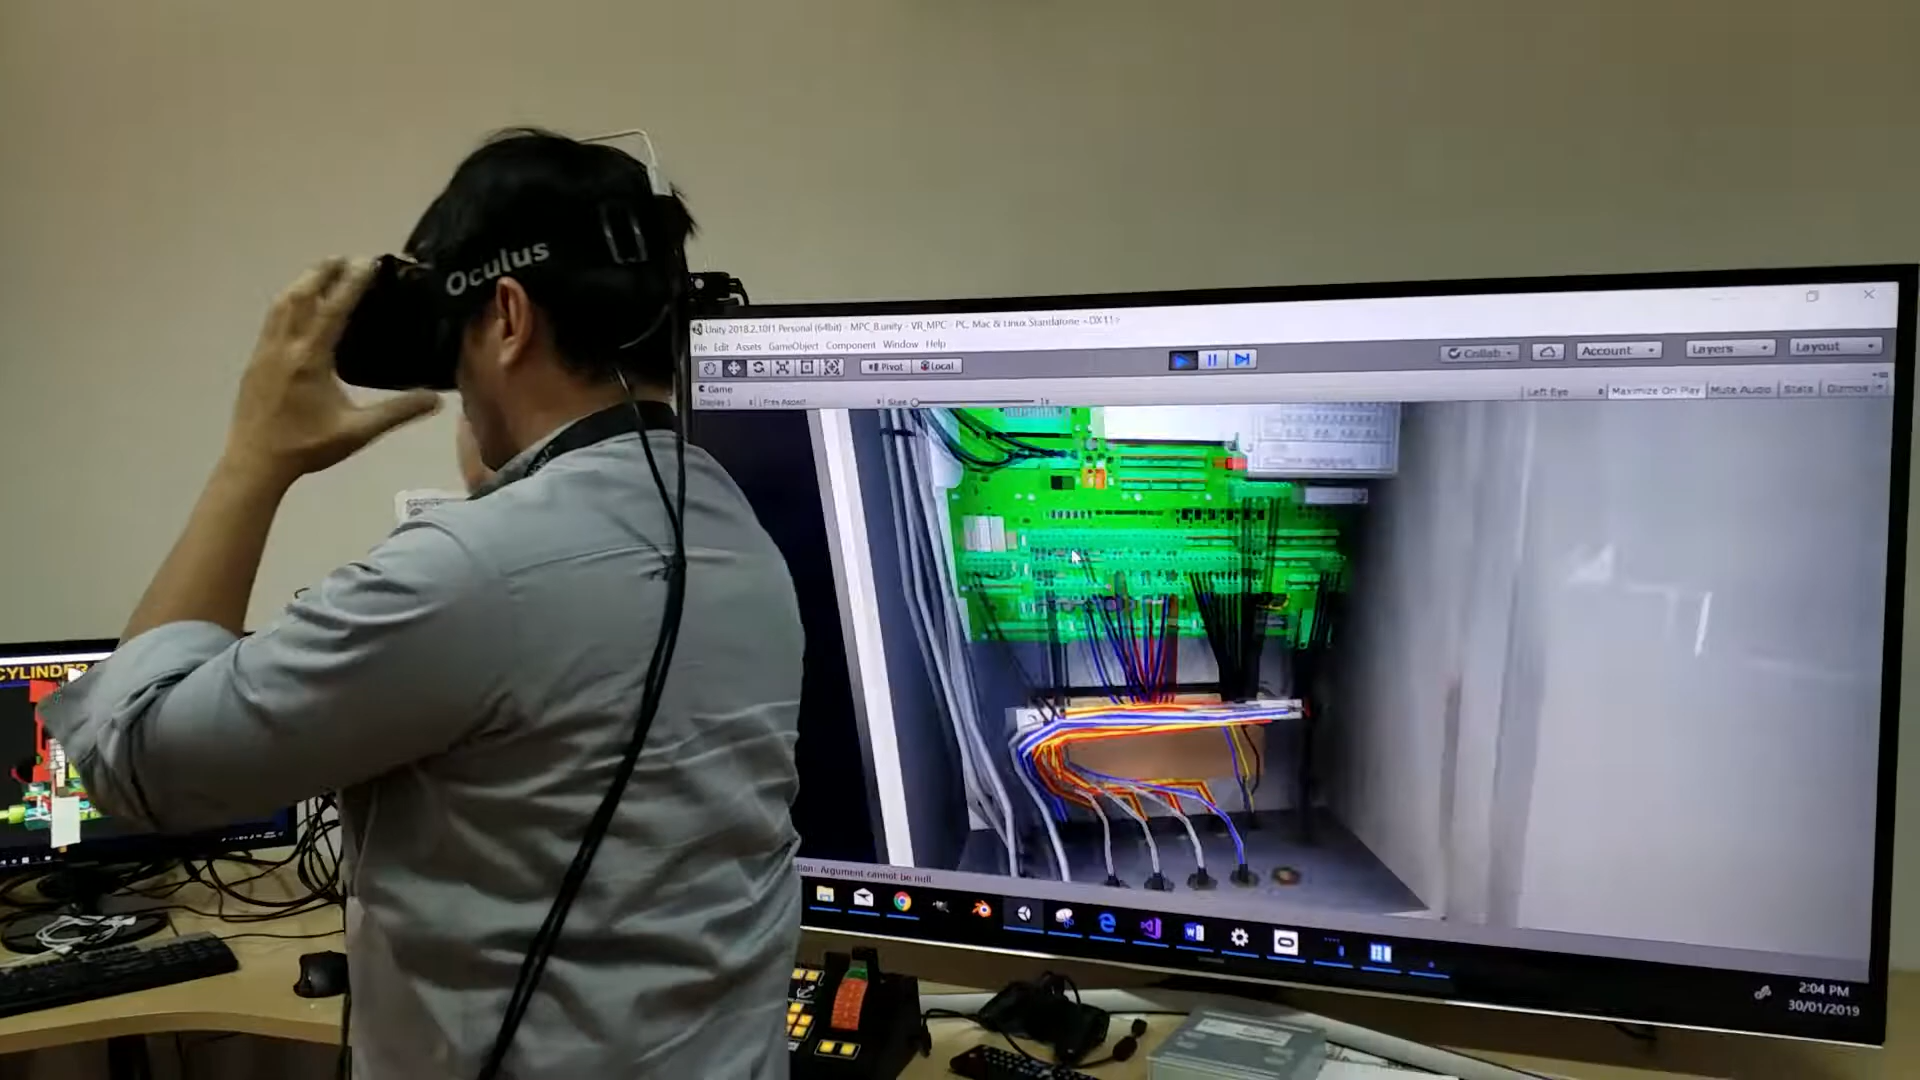 Oculus
Unity 2018.2.10f1 Personal (64bit) - MPC_B.unity - VR_MPC - PC, Mac & Linux Standalone <DX11>
File Edit Assets GameObject Component Window Help
Pivot Local Collab Account Layers Layout
Game
Display 1 Free Aspect Scale 1x Left Eye Maximize On Play Mute Audio Stats Gizmos
CYLINDER
Argument cannot be null.
2:04 PM
30/01/2019